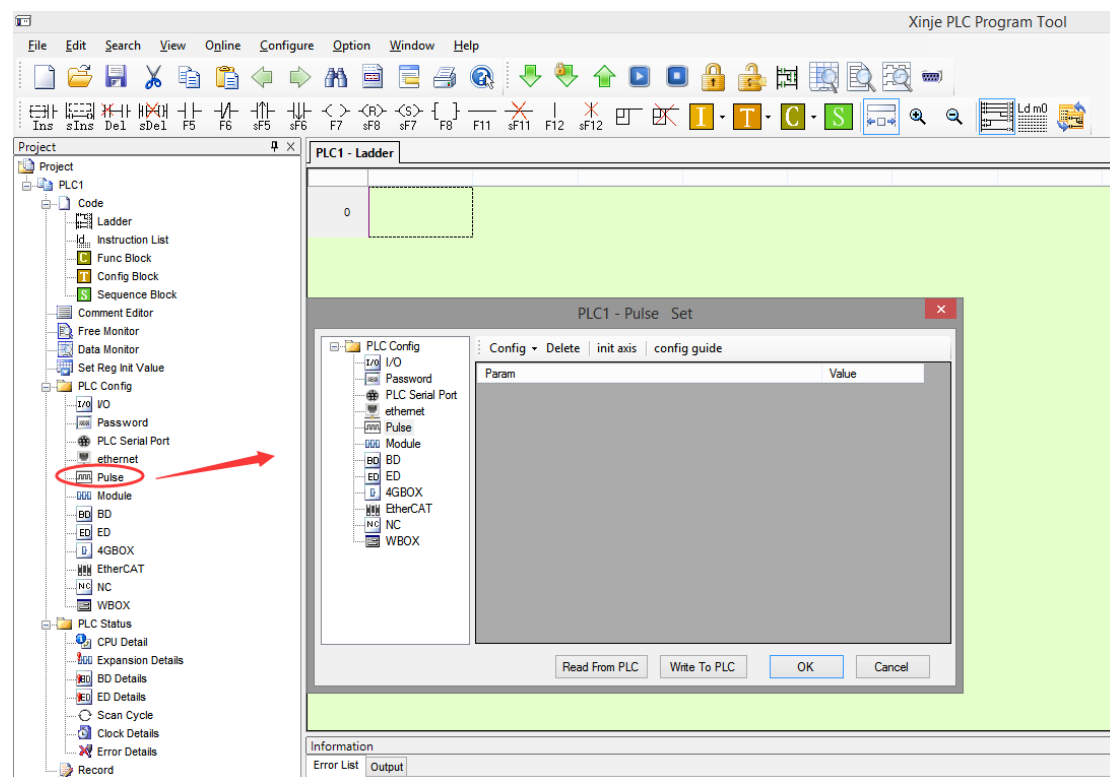 Xinje PLC Program Tool
File Edit Search View Online Configure Option Window Help
Ins sIns Del sDel F5 F6 sF5 sF6 F7 sF8 sF7 F8 F11 sF11 F12 sF12 I T C S Ld m0
Project
PLC1 - Ladder
Project
PLC1
Code
Ladder
Instruction List
Func Block
Config Block
Sequence Block
Comment Editor
Free Monitor
Data Monitor
Set Reg Init Value
PLC Config
I/O
Password
PLC Serial Port
ethernet
Pulse
Module
BD
ED
4GBOX
EtherCAT
NC
WBOX
PLC Status
CPU Detail
Expansion Details
BD Details
ED Details
Scan Cycle
Clock Details
Error Details
Record
0
PLC1 - Pulse Set
PLC Config
I/O
Password
PLC Serial Port
ethernet
Pulse
Module
BD
ED
4GBOX
EtherCAT
NC
WBOX
Config Delete init axis config guide
Param Value
Read From PLC Write To PLC OK Cancel
Information
Error List Output